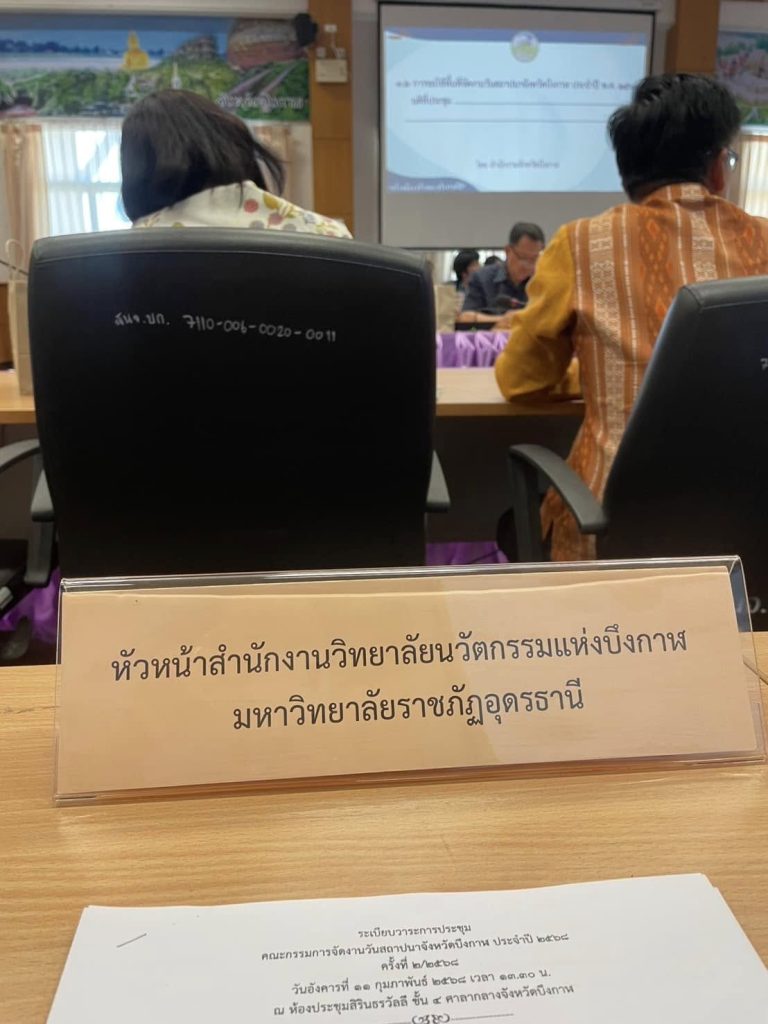 สนจ.บก. 7110-006-0020-0011
หัวหน้าสำนักงานวิทยาลัยนวัตกรรมแห่งบึงกาฬ
มหาวิทยาลัยราชภัฏอุดรธานี
ระเบียบวาระการประชุม
คณะกรรมการจัดงานวันสถาปนาจังหวัดบึงกาฬ ประจำปี ๒๕๖๘
ครั้งที่ ๒/๒๕๖๘
วันอังคารที่ ๑๑ กุมภาพันธ์ ๒๕๖๘ เวลา ๑๓.๓๐ น.
ณ ห้องประชุมสิรินธรวัลลี ชั้น ๔ ศาลากลางจังหวัดบึงกาฬ